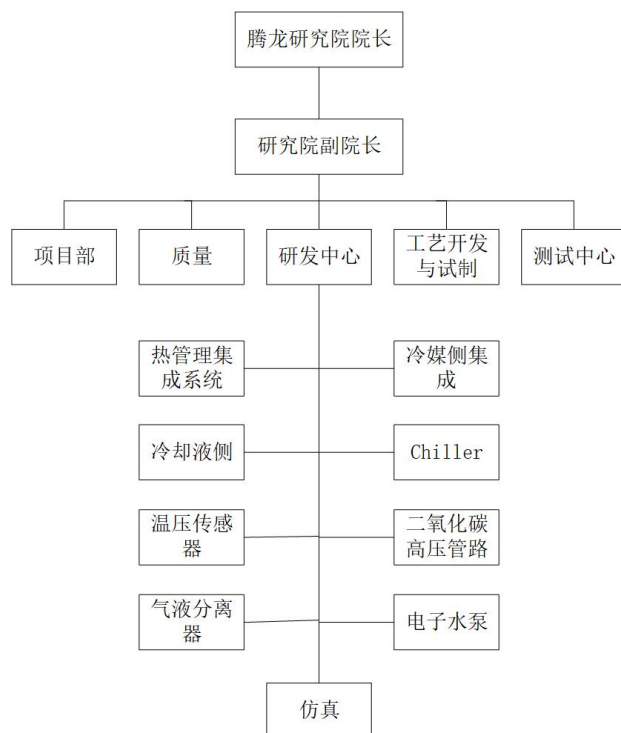 腾龙研究院院长
研究院副院长
项目部
质量
研发中心
工艺开发
与试制
测试中心
热管理集
成系统
冷媒侧集
成
冷却液侧
Chiller
温压传感
器
二氧化碳
高压管路
气液分离
器
电子水泵
仿真